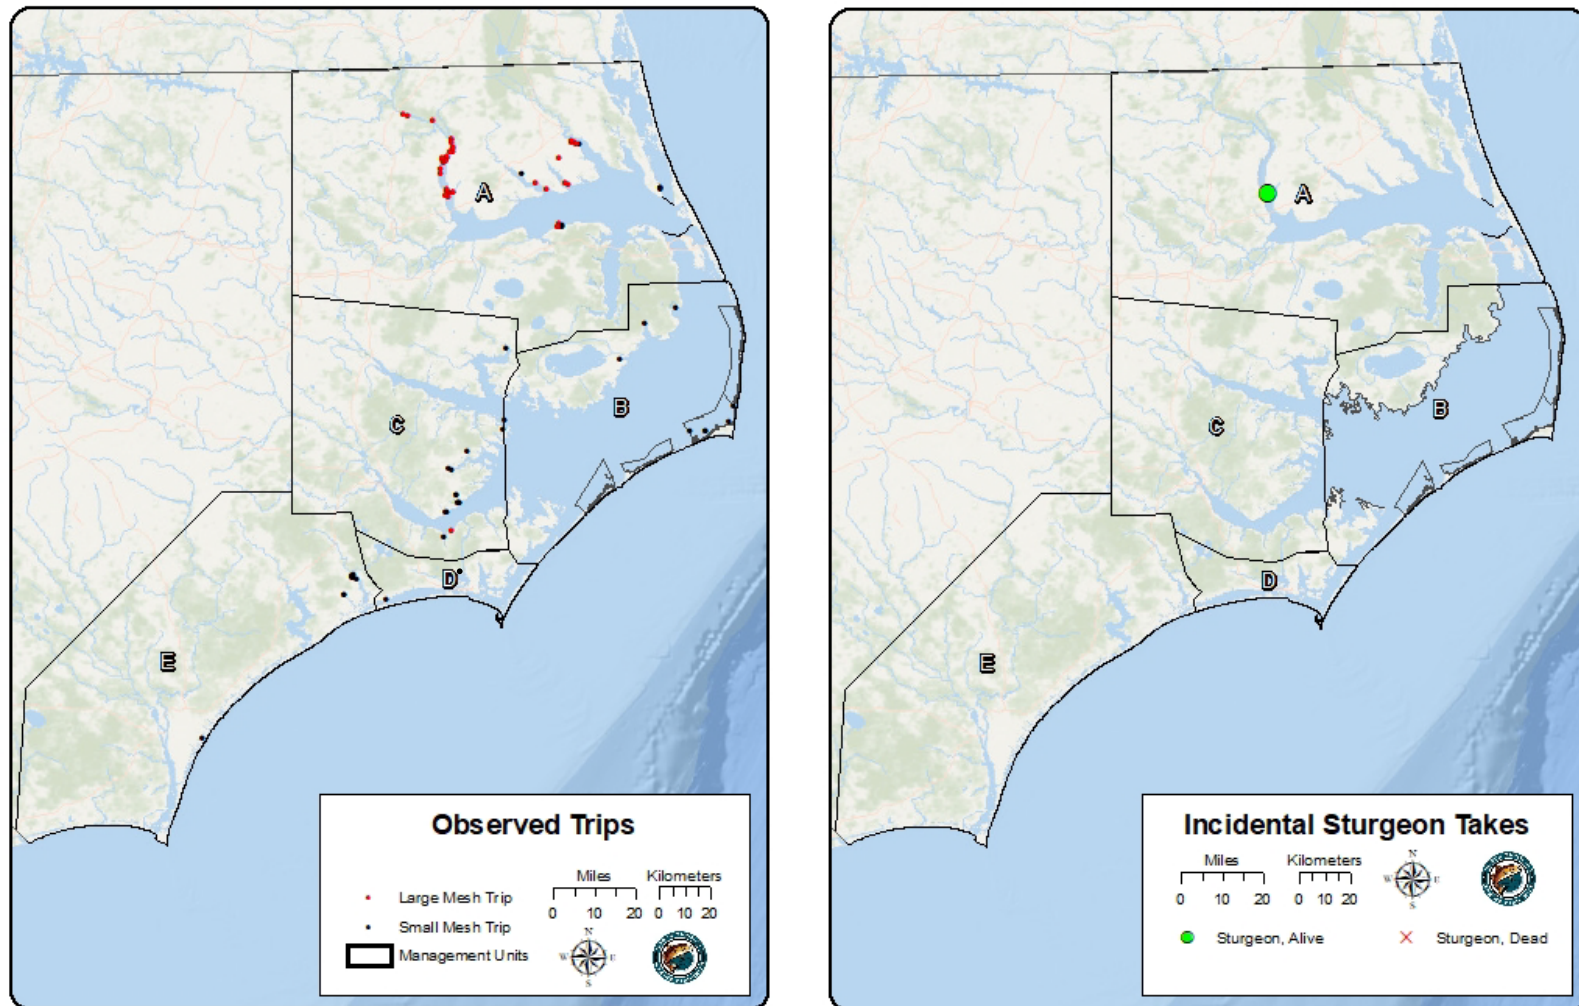 A
B
C
D
E
Observed Trips
Miles Kilometers
Large Mesh Trip
0 10 20 0 10 20
Small Mesh Trip
N
W E
S
Management Units
A
B
C
D
E
Incidental Sturgeon Takes
Miles Kilometers
N
W E
S
0 10 20 0 10 20
Sturgeon, Alive Sturgeon, Dead